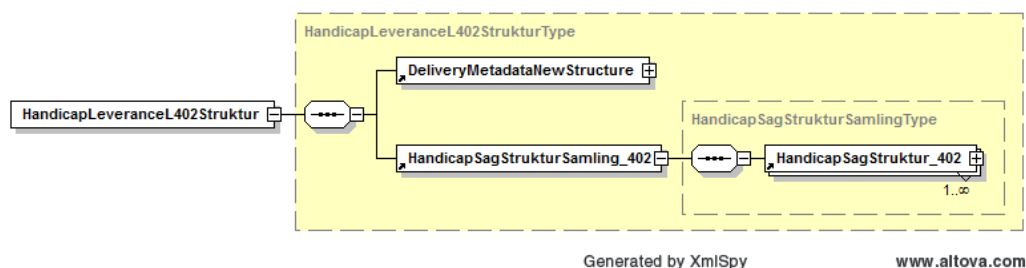 HandicapLeveranceL402StrukturType
DeliveryMetadataNewStructure
HandicapLeveranceL402Struktur
HandicapSagStrukturSamlingType
HandicapSagStrukturSamling_402
HandicapSagStruktur_402
1..∞
Generated by XmlSpy
www.altova.com